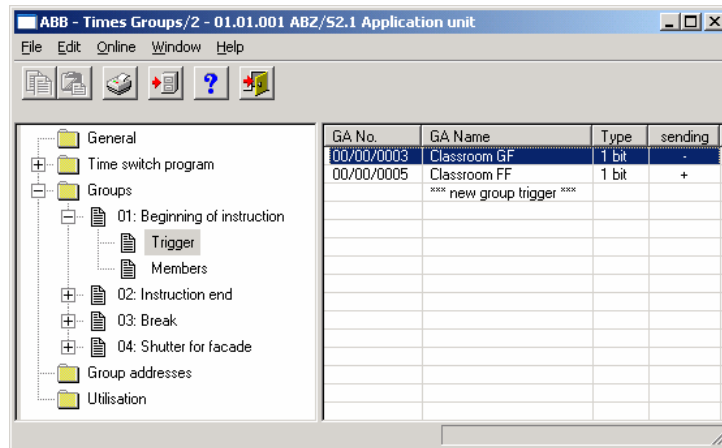 ABB - Times Groups/2 - 01.01.001 ABZ/S2.1 Application unit
File Edit Online Window Help
?
General
Time switch program
Groups
01: Beginning of instruction
Trigger
Members
02: Instruction end
03: Break
04: Shutter for facade
Group addresses
Utilisation
GA No. GA Name Type sending
00/00/0003 Classroom GF 1 bit -
00/00/0005 Classroom FF 1 bit +
*** new group trigger ***